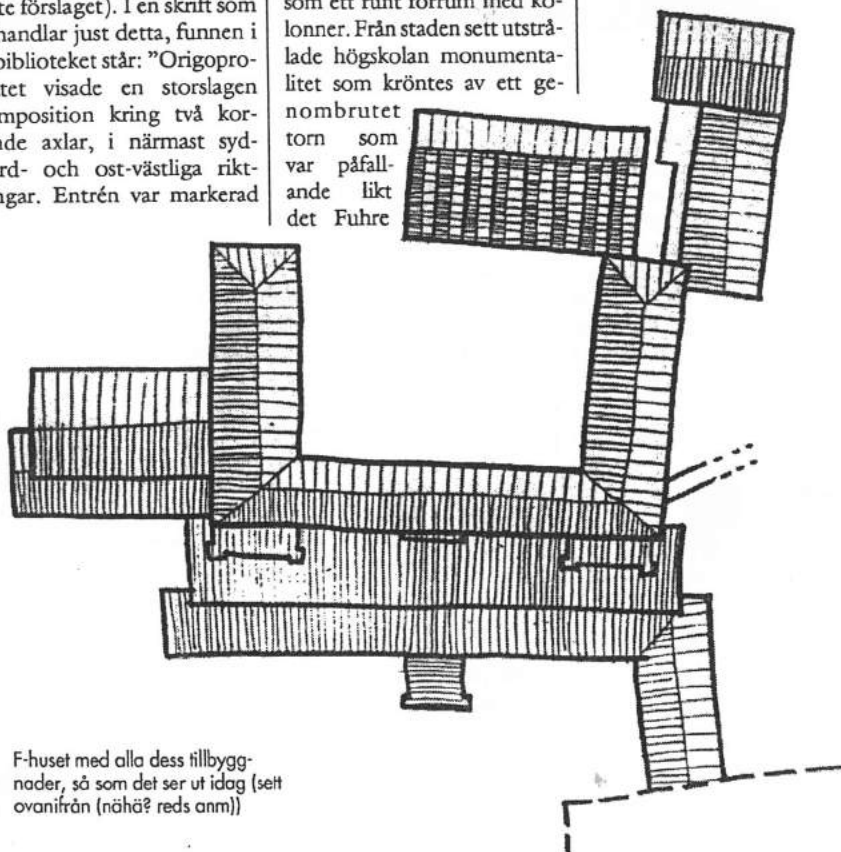 te förslaget). I en skrift som
handlar just detta, funnen i
biblioteket står: ”Origopro-
tet visade en storslagen
mposition kring två kor-
nde axlar, i närmast syd-
rd- och ost-västliga rikt-
ngar. Entrén var markerad
som ett runt förrum med ko-
lonner. Från staden sett utstrå-
lade högskolan monumenta-
litet som kröntes av ett ge-
nombrutet
torn som
var påfall-
ande likt
det Fuhre
F-huset med alla dess tillbygg-
nader, så som det ser ut idag (sett
ovanifrån (nähä? reds anm))